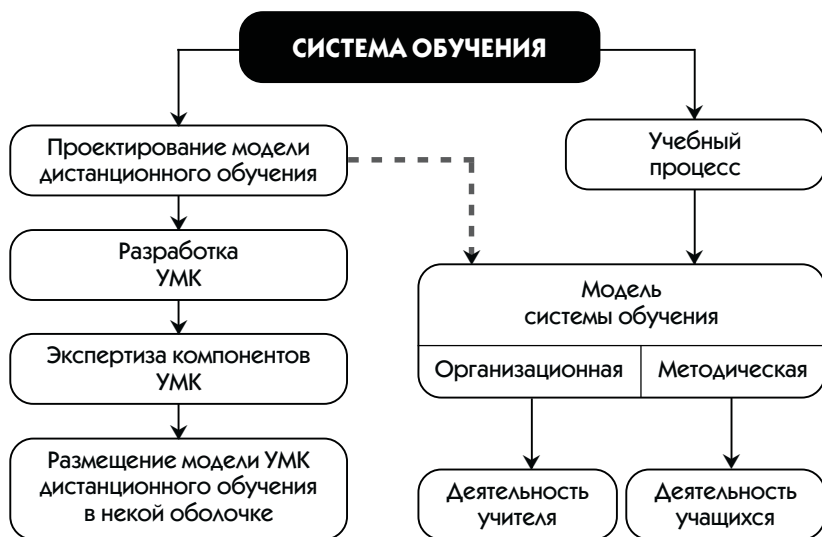 СИСТЕМА ОБУЧЕНИЯ
Проектирование модели
дистанционного обучения
Учебный
процесс
Разработка
УМК
Модель
системы обучения
Экспертиза компонентов
УМК
Организационная
Методическая
Размещение модели УМК
дистанционного обучения
в некой оболочке
Деятельность
учителя
Деятельность
учащихся